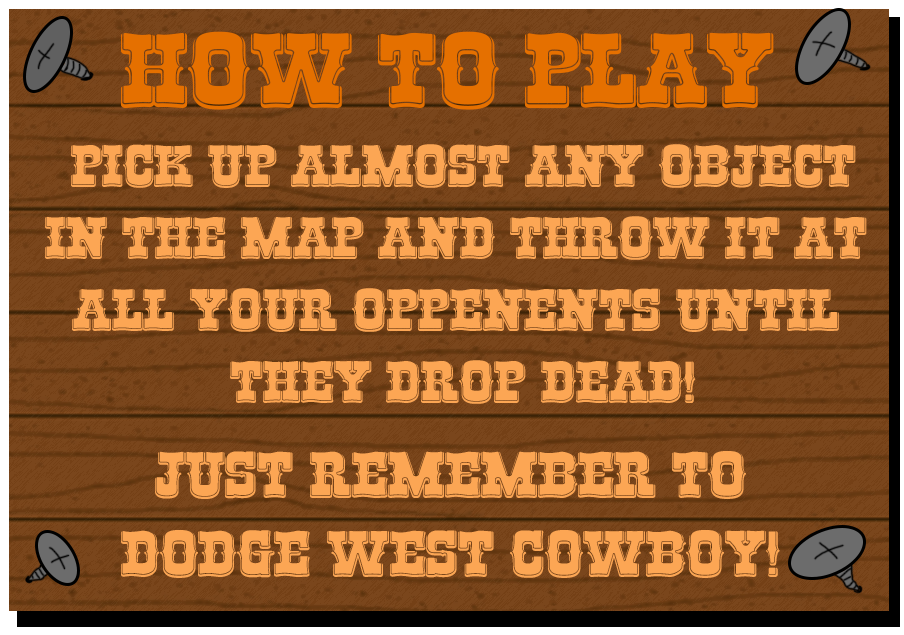 HOW TO PLAY
PICK UP ALMOST ANY OBJECT
IN THE MAP AND THROW IT AT
ALL YOUR OPPENENTS UNTIL
THEY DROP DEAD!
JUST REMEMBER TO
DODGE WEST COWBOY!